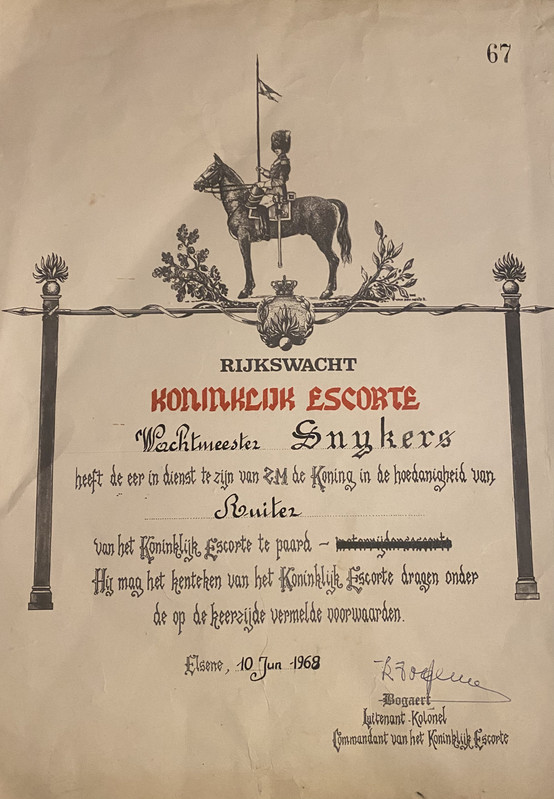 67
RIJKSWACHT
KONINKLIJK ESCORTE
Wachtmeester Snykers
heeft de eer in dienst te zijn van Z.M de Koning in de hoedanigheid van
Ruiter
van het Koninklijk Escorte te paard –
Hij mag het kenteken van het Koninklijk Escorte dragen onder
de op de keerzijde vermelde voorwaarden.
Elsene, 10 Jun 1968
Bogaert
Luitenant-Kolonel
Commandant van het Koninklijk Escorte